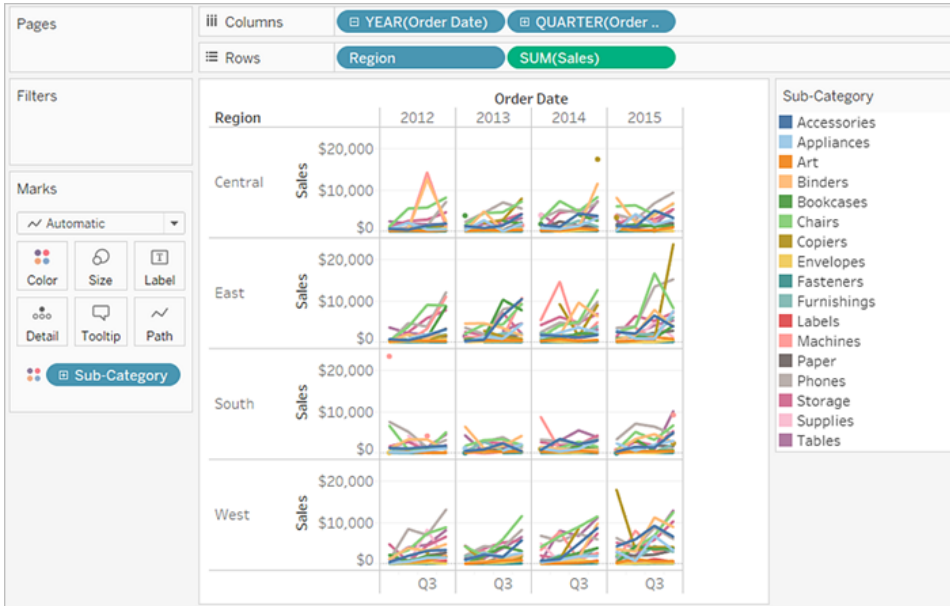 Pages
Columns
YEAR(Order Date)
QUARTER(Order ..
Rows
Region
SUM(Sales)
Filters
Marks
Automatic
Color
Size
Label
Detail
Tooltip
Path
Sub-Category
Order Date
Region
2012
2013
2014
2015
Central
Sales
$20,000
$10,000
$0
East
Sales
$20,000
$10,000
$0
South
Sales
$20,000
$10,000
$0
West
Sales
$20,000
$10,000
$0
Q3
Q3
Q3
Q3
Sub-Category
Accessories
Appliances
Art
Binders
Bookcases
Chairs
Copiers
Envelopes
Fasteners
Furnishings
Labels
Machines
Paper
Phones
Storage
Supplies
Tables